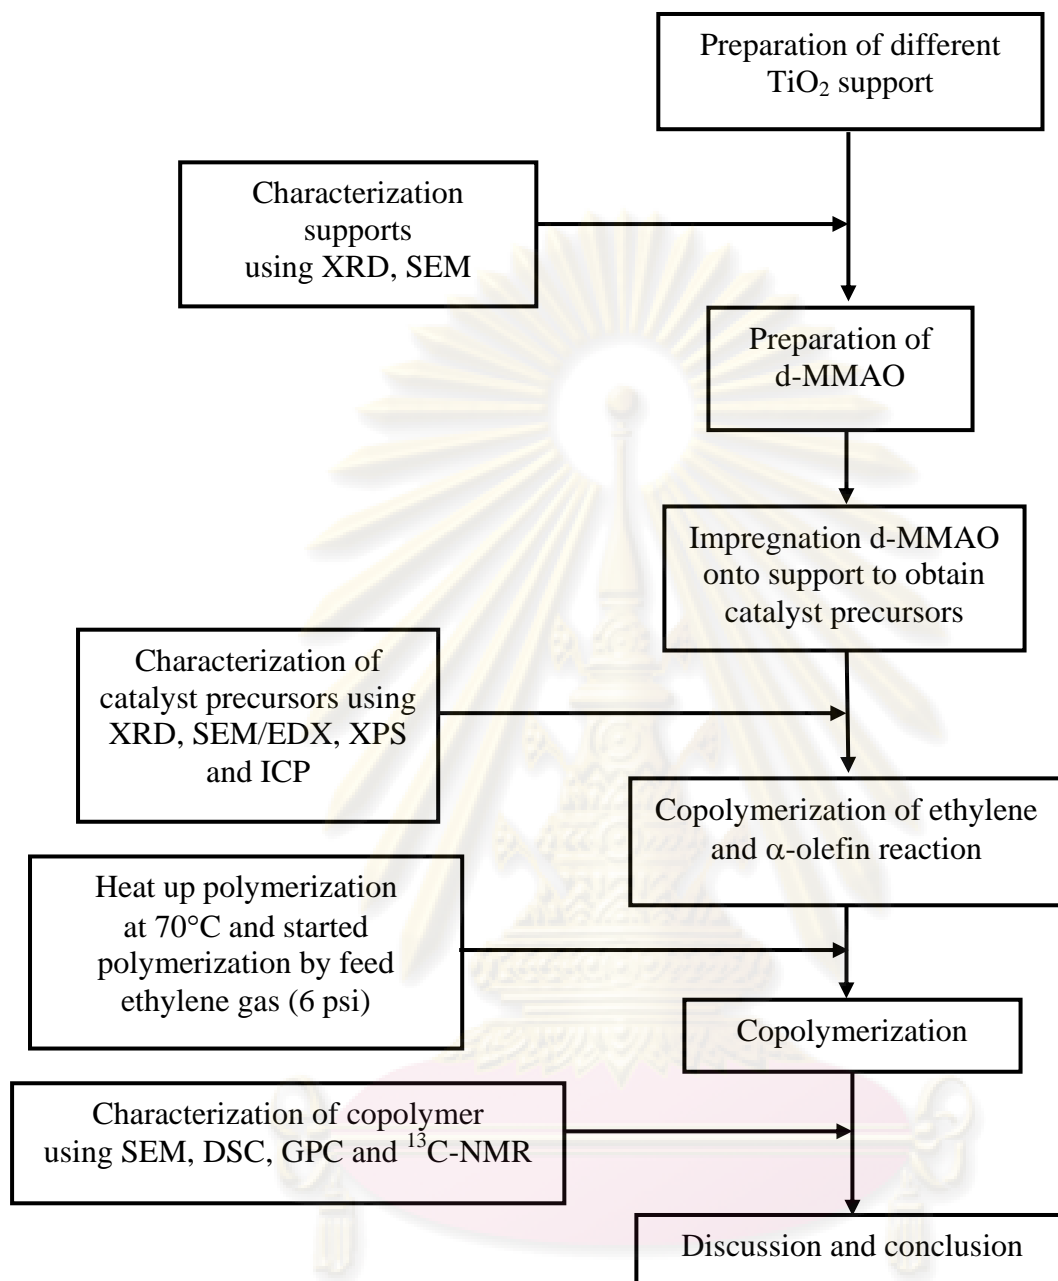 Preparation of different
TiO₂ support
Characterization
supports
using XRD, SEM
Preparation of
d-MMAO
Impregnation d-MMAO
onto support to obtain
catalyst precursors
Characterization of
catalyst precursors using
XRD, SEM/EDX, XPS
and ICP
Copolymerization of ethylene
and α-olefin reaction
Heat up polymerization
at 70°C and started
polymerization by feed
ethylene gas (6 psi)
Copolymerization
Characterization of copolymer
using SEM, DSC, GPC and ¹³C-NMR
Discussion and conclusion